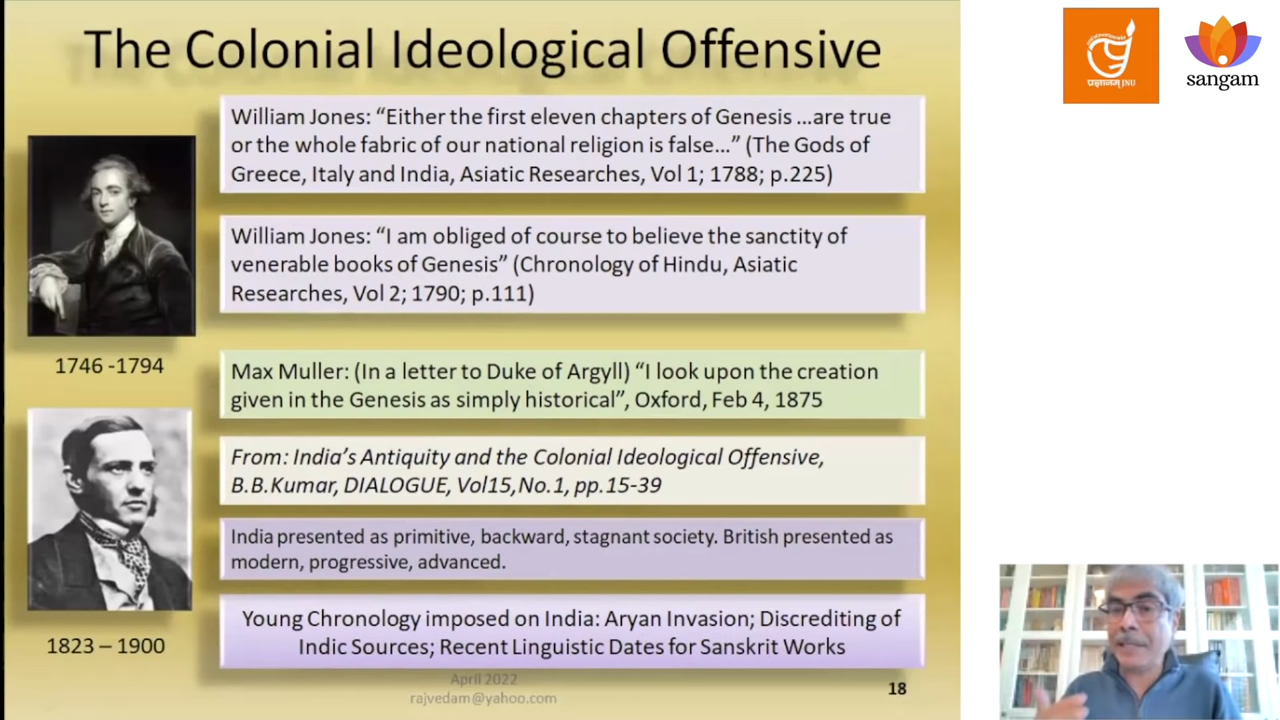 The Colonial Ideological Offensive
William Jones: “Either the first eleven chapters of Genesis ...are true
or the whole fabric of our national religion is false...” (The Gods of
Greece, Italy and India, Asiatic Researches, Vol 1; 1788; p.225)
William Jones: “I am obliged of course to believe the sanctity of
venerable books of Genesis” (Chronology of Hindu, Asiatic
Researches, Vol 2; 1790; p.111)
1746 -1794
Max Muller: (In a letter to Duke of Argyll) “I look upon the creation
given in the Genesis as simply historical”, Oxford, Feb 4, 1875
From: India’s Antiquity and the Colonial Ideological Offensive,
B.B.Kumar, DIALOGUE, Vol15,No.1, pp.15-39
India presented as primitive, backward, stagnant society. British presented as
modern, progressive, advanced.
Young Chronology imposed on India: Aryan Invasion; Discrediting of
Indic Sources; Recent Linguistic Dates for Sanskrit Works
1823 – 1900
April 2022
rajvedam@yahoo.com
18
JNU
sangam